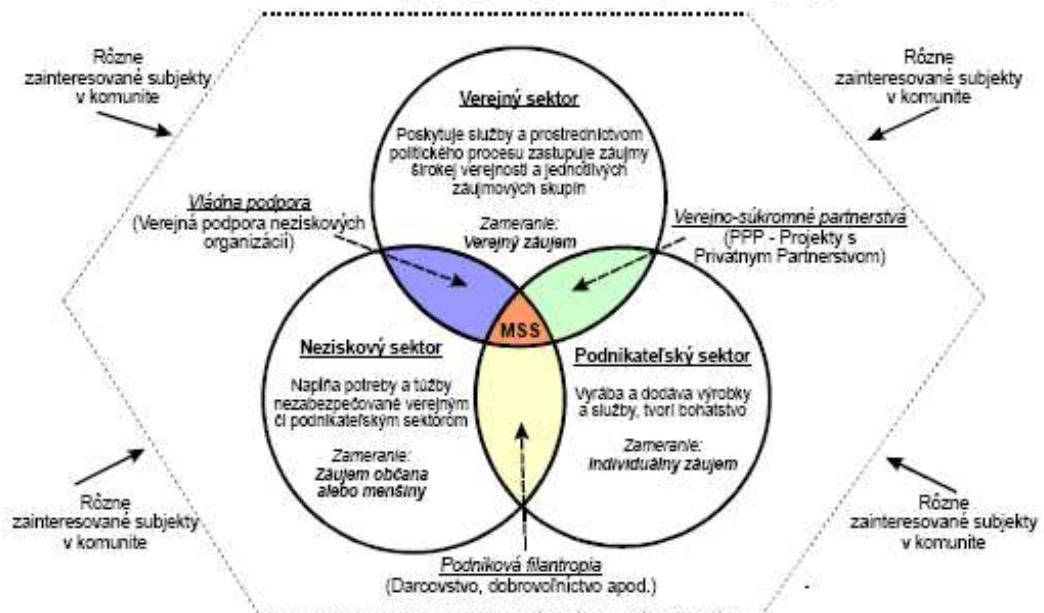 Rôzne
zainteresované subjekty
v komunite
Rôzne
zainteresované subjekty
v komunite
Verejný sektor
Poskytuje služby a prostredníctvom
politického procesu zastupuje záujmy
širokej verejnosti a jednotlivých
záujmových skupín
Zameranie:
Verejný záujem
Vládna podpora
(Verejná podpora neziskových
organizácií)
Verejno-súkromné partnerstvá
(PPP - Projekty s
Privátnym Partnerstvom)
MSS
Neziskový sektor
Napĺňa potreby a túžby
nezabezpečované verejným
či podnikateľským sektorom
Zameranie:
Záujem občana
alebo menšiny
Podnikateľský sektor
Vyrába a dodáva výrobky
a služby, tvorí bohatstvo
Zameranie:
Individuálny záujem
Rôzne
zainteresované subjekty
v komunite
Rôzne
zainteresované subjekty
v komunite
Podniková filantropia
(Darcovstvo, dobrovoľníctvo apod.)